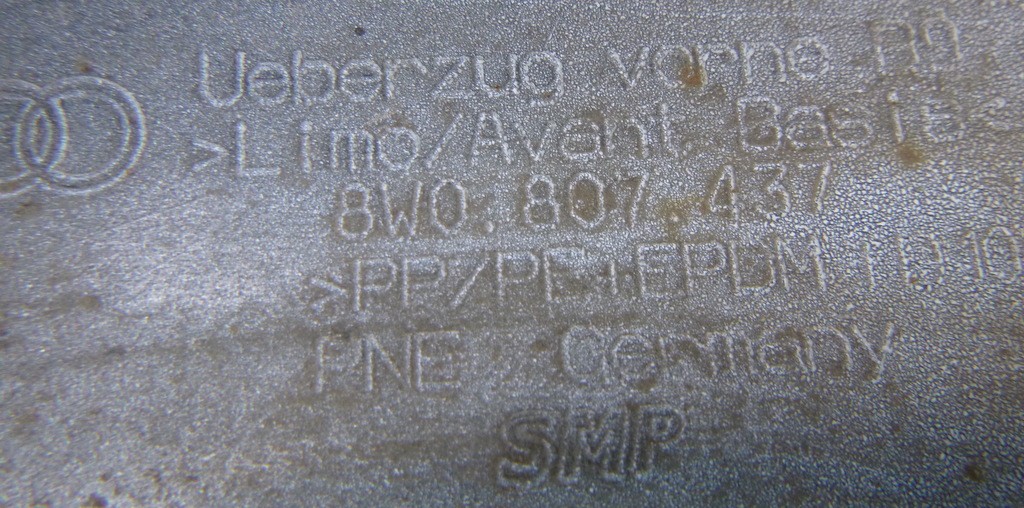 Ueberzug vorne
>Limo/Avant Basis<
8W0.807.437
>PP/PE+EPDM
PNE Germany
SMP